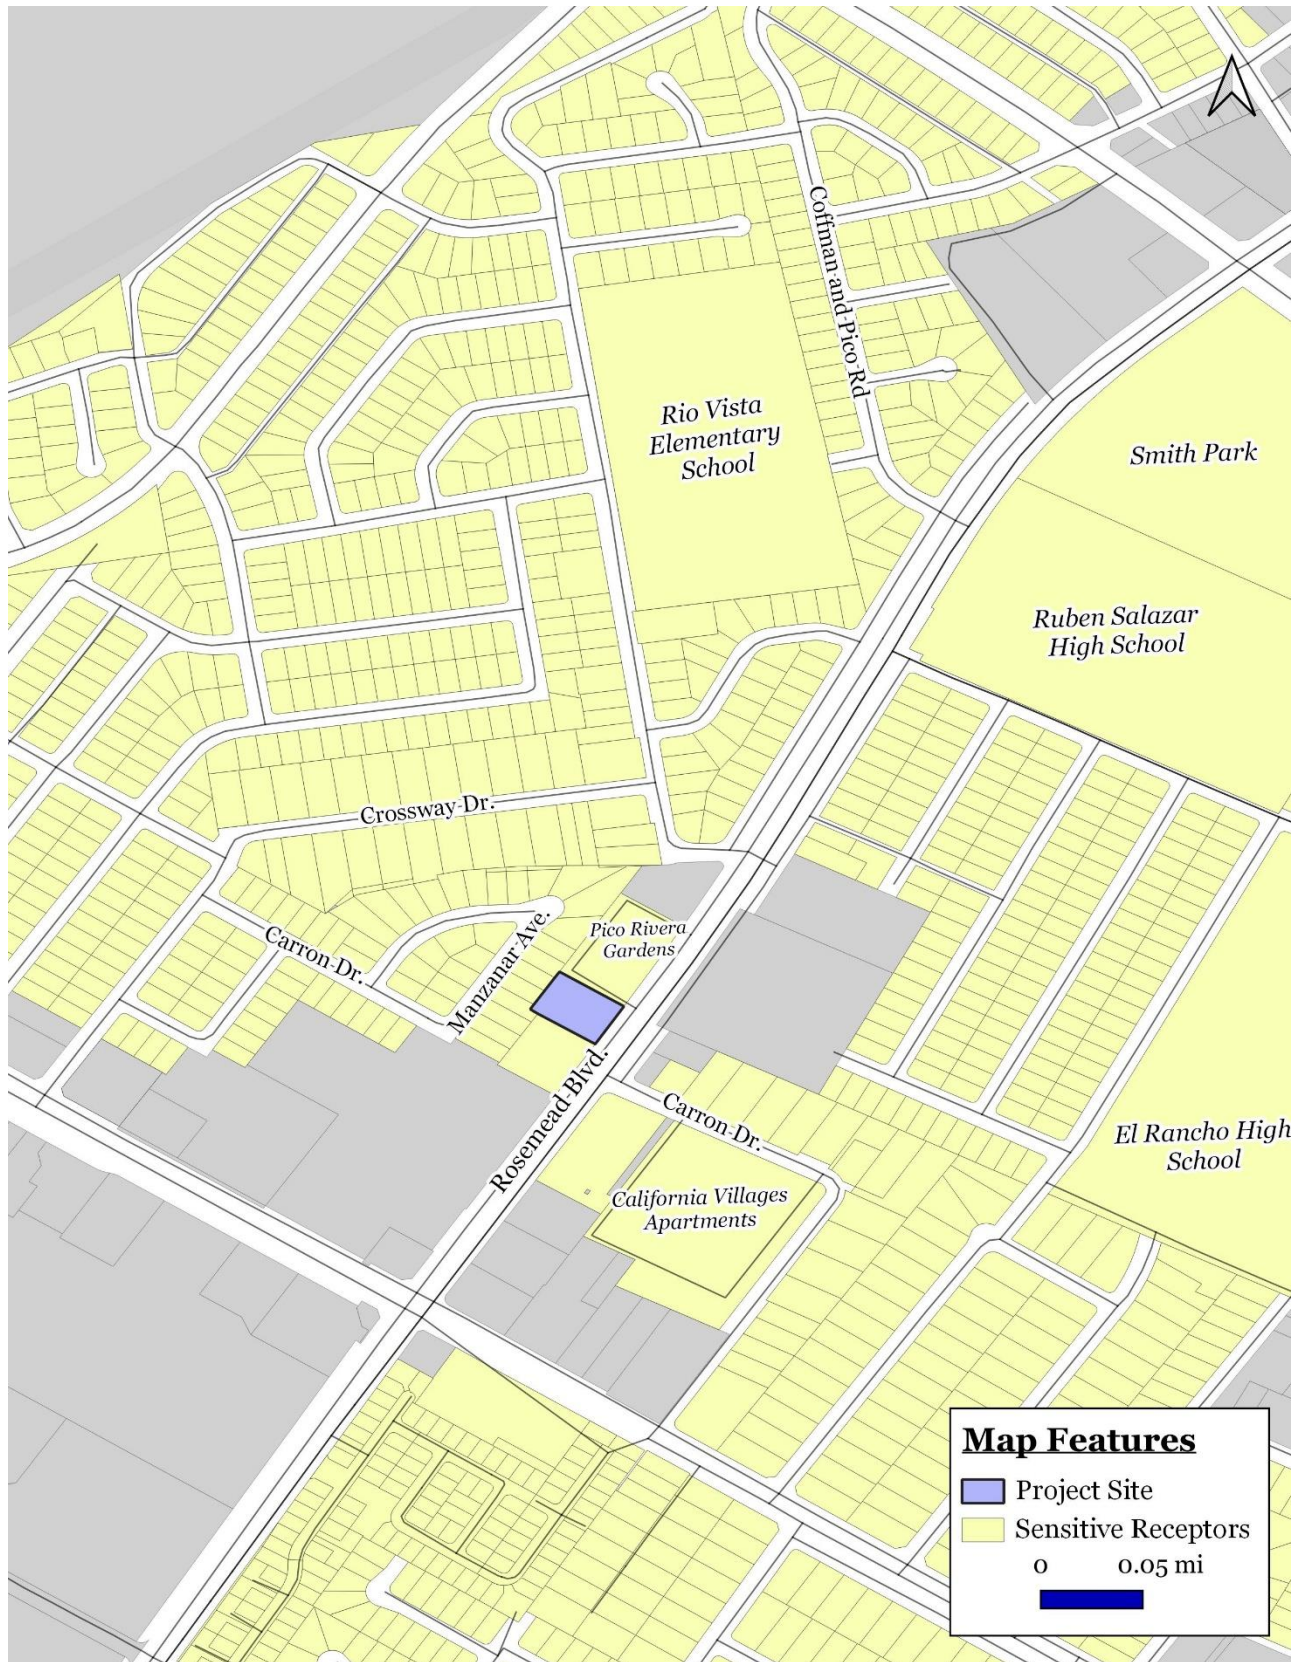 Coffman and Pico Rd
Rio Vista
Elementary
School
Smith Park
Ruben Salazar
High School
Crossway Dr.
Pico Rivera
Gardens
Carron Dr.
Manzanar Ave.
Rosemead Blvd.
Carron Dr.
El Rancho High
School
California Villages
Apartments
Map Features
Project Site
Sensitive Receptors
0 0.05 mi